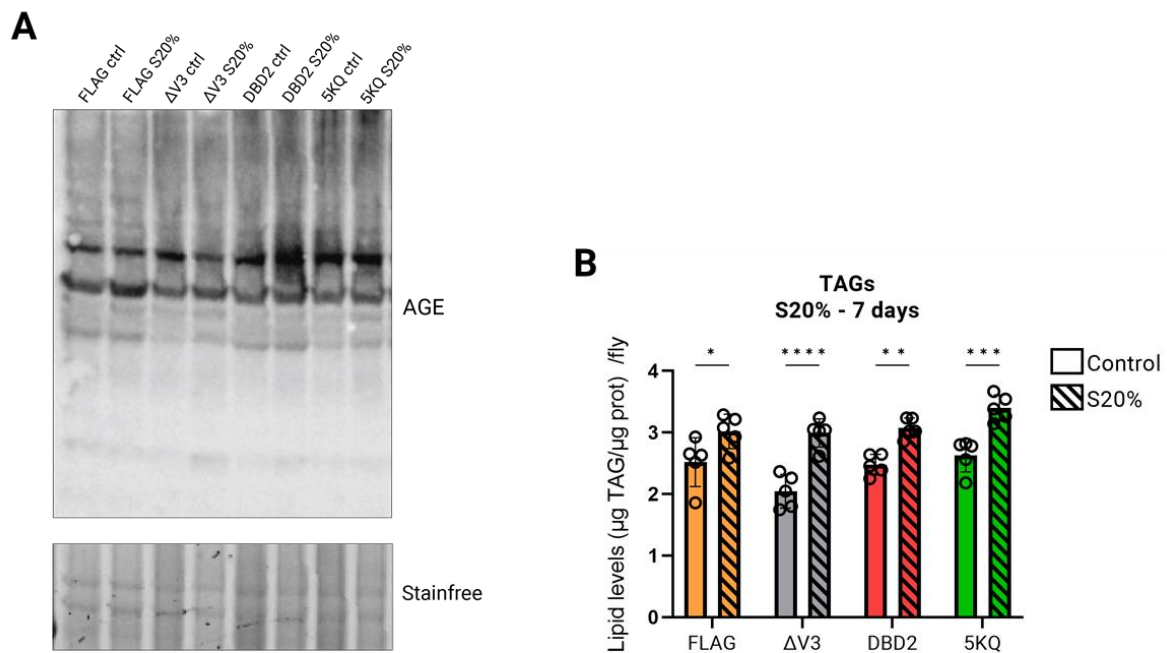 A
FLAG ctrl
FLAG S20%
ΔV3 ctrl
ΔV3 S20%
DBD2 ctrl
DBD2 S20%
5KQ ctrl
5KQ S20%
AGE
Stainfree
B
TAGs
S20% - 7 days
Lipid levels (µg TAG/µg prot) /fly
* **** ** ***
4
3
2
1
0
FLAG ΔV3 DBD2 5KQ
Control
S20%